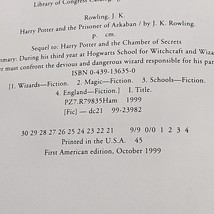 Library of Congress Catalog
Rowling, J. K.
Harry Potter and the Prisoner of Azkaban / by J. K. Rowling.
p. cm.
Sequel to: Harry Potter and the Chamber of Secrets
mmary: During his third year at Hogwarts School for Witchcraft and Wizar
er must confront the devious and dangerous wizard responsible for his pare
ISBN 0-439-13635-0
[1. Wizards—Fiction. 2. Magic—Fiction. 3. Schools—Fiction.
4. England—Fiction.] I. Title.
PZ7.R79835Ham 1999
[Fic] — dc21 99-23982
30 29 28 27 26 25 24 23 22 21 9/9 0/0 1 2 3 4
Printed in the U.S.A. 45
First American edition, October 1999